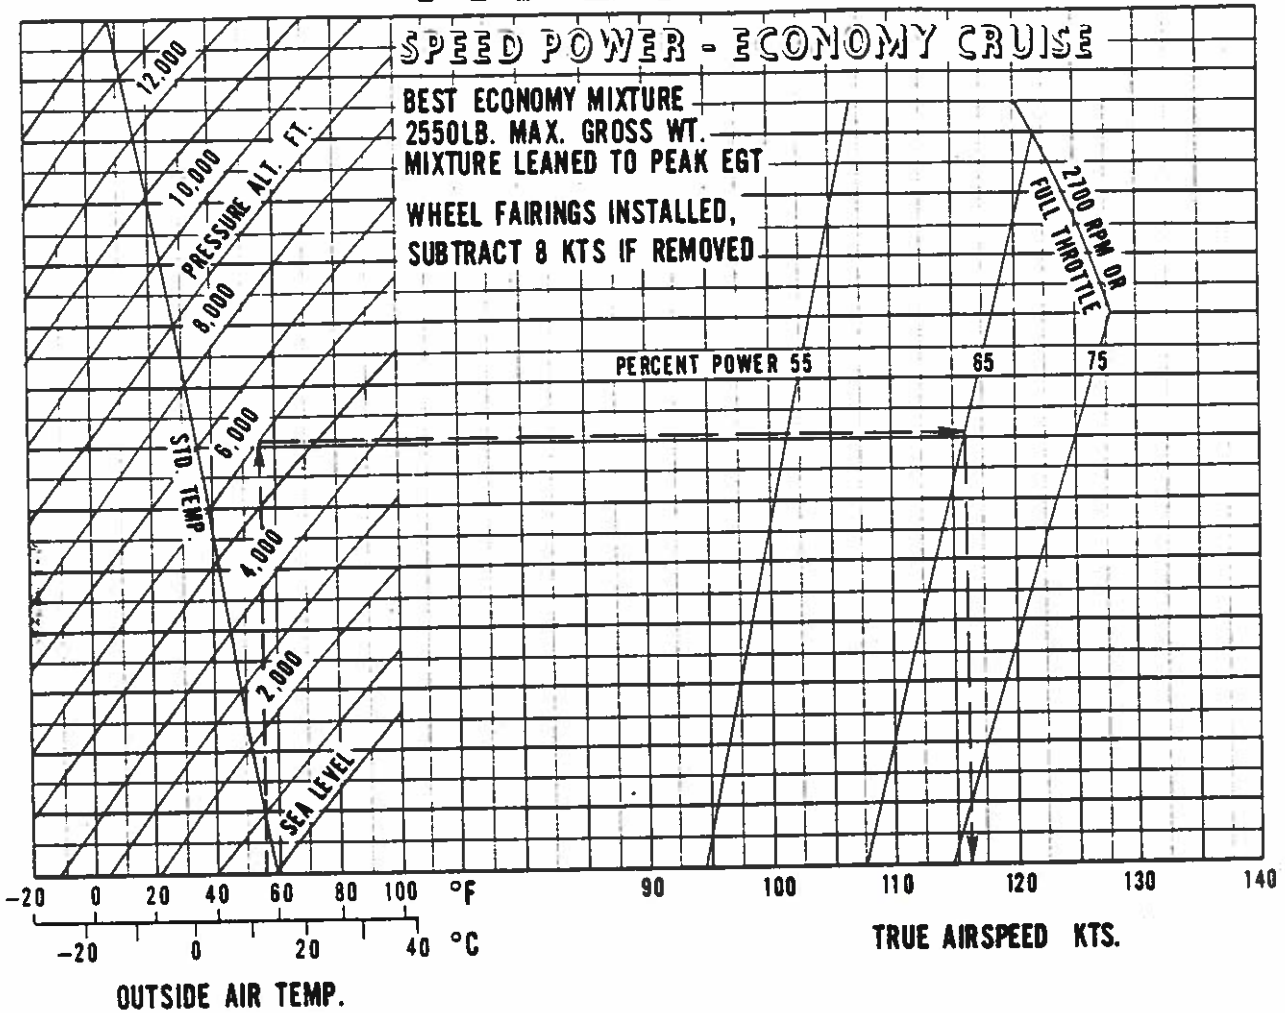 SPEED POWER - ECONOMY CRUISE
BEST ECONOMY MIXTURE
2550LB. MAX. GROSS WT.
MIXTURE LEANED TO PEAK EGT
WHEEL FAIRINGS INSTALLED,
SUBTRACT 8 KTS IF REMOVED
12,000
10,000
PRESSURE ALT. FT.
8,000
6,000
STD. TEMP.
4,000
2,000
SEA LEVEL
2700 RPM OR
FULL THROTTLE
PERCENT POWER 55 65 75
-20 0 20 40 60 80 100 °F
-20 0 20 40 °C
OUTSIDE AIR TEMP.
90 100 110 120 130 140
TRUE AIRSPEED KTS.